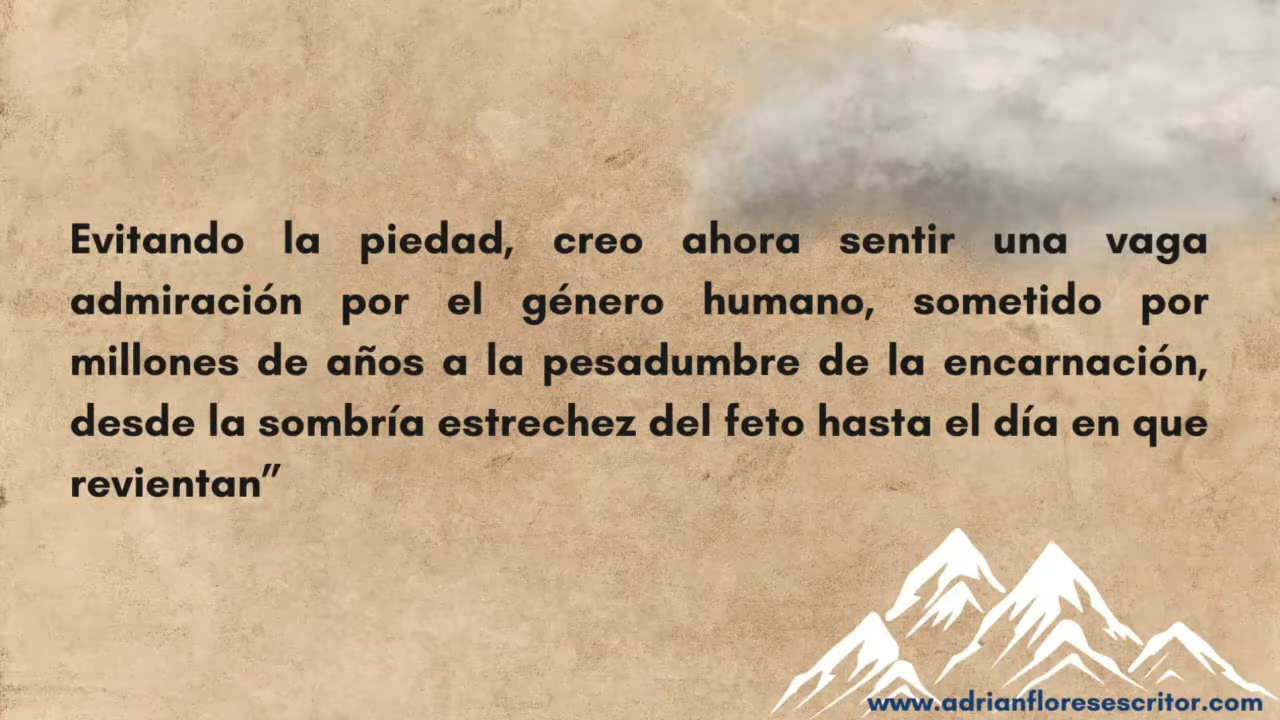 Evitando la piedad, creo ahora sentir una vaga
admiración por el género humano, sometido por
millones de años a la pesadumbre de la encarnación,
desde la sombría estrechez del feto hasta el día en que
revientan”
www.adrianfloresescritor.com